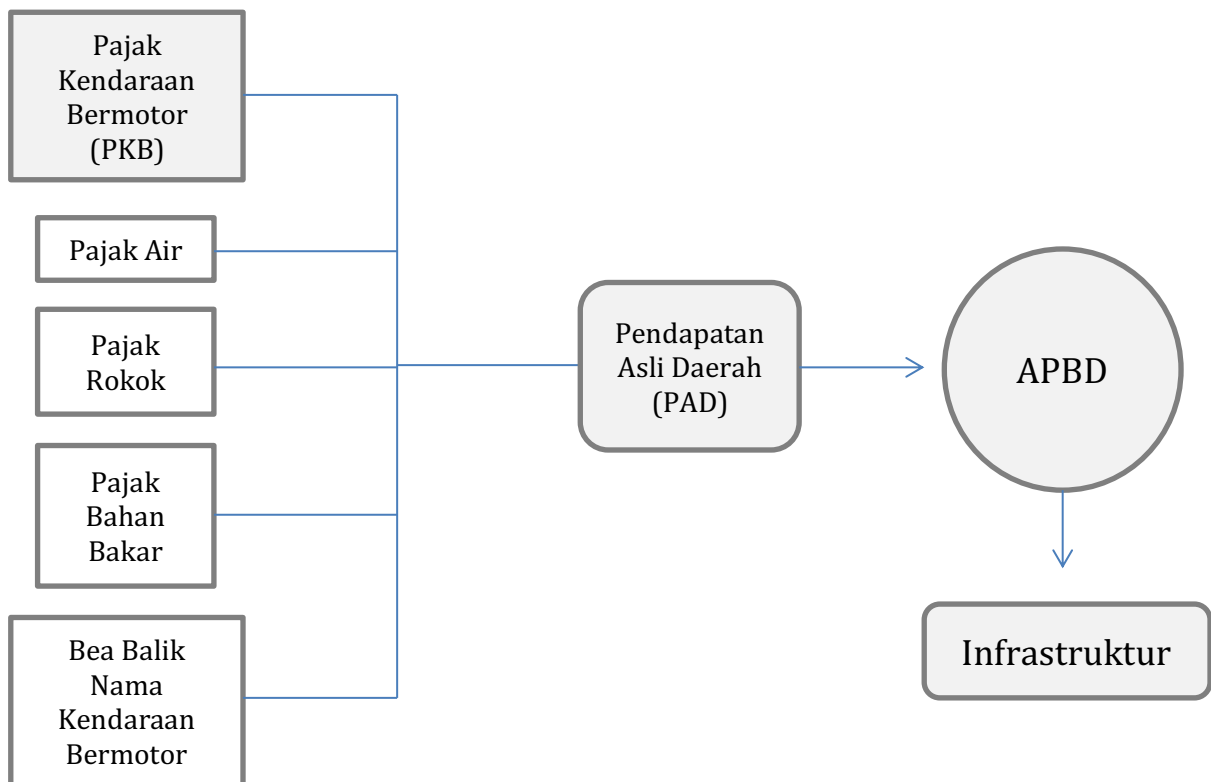 Pajak
Kendaraan
Bermotor
(PKB)
Pajak Air
Pajak
Rokok
Pajak
Bahan
Bakar
Bea Balik
Nama
Kendaraan
Bermotor
Pendapatan
Asli Daerah
(PAD)
APBD
Infrastruktur